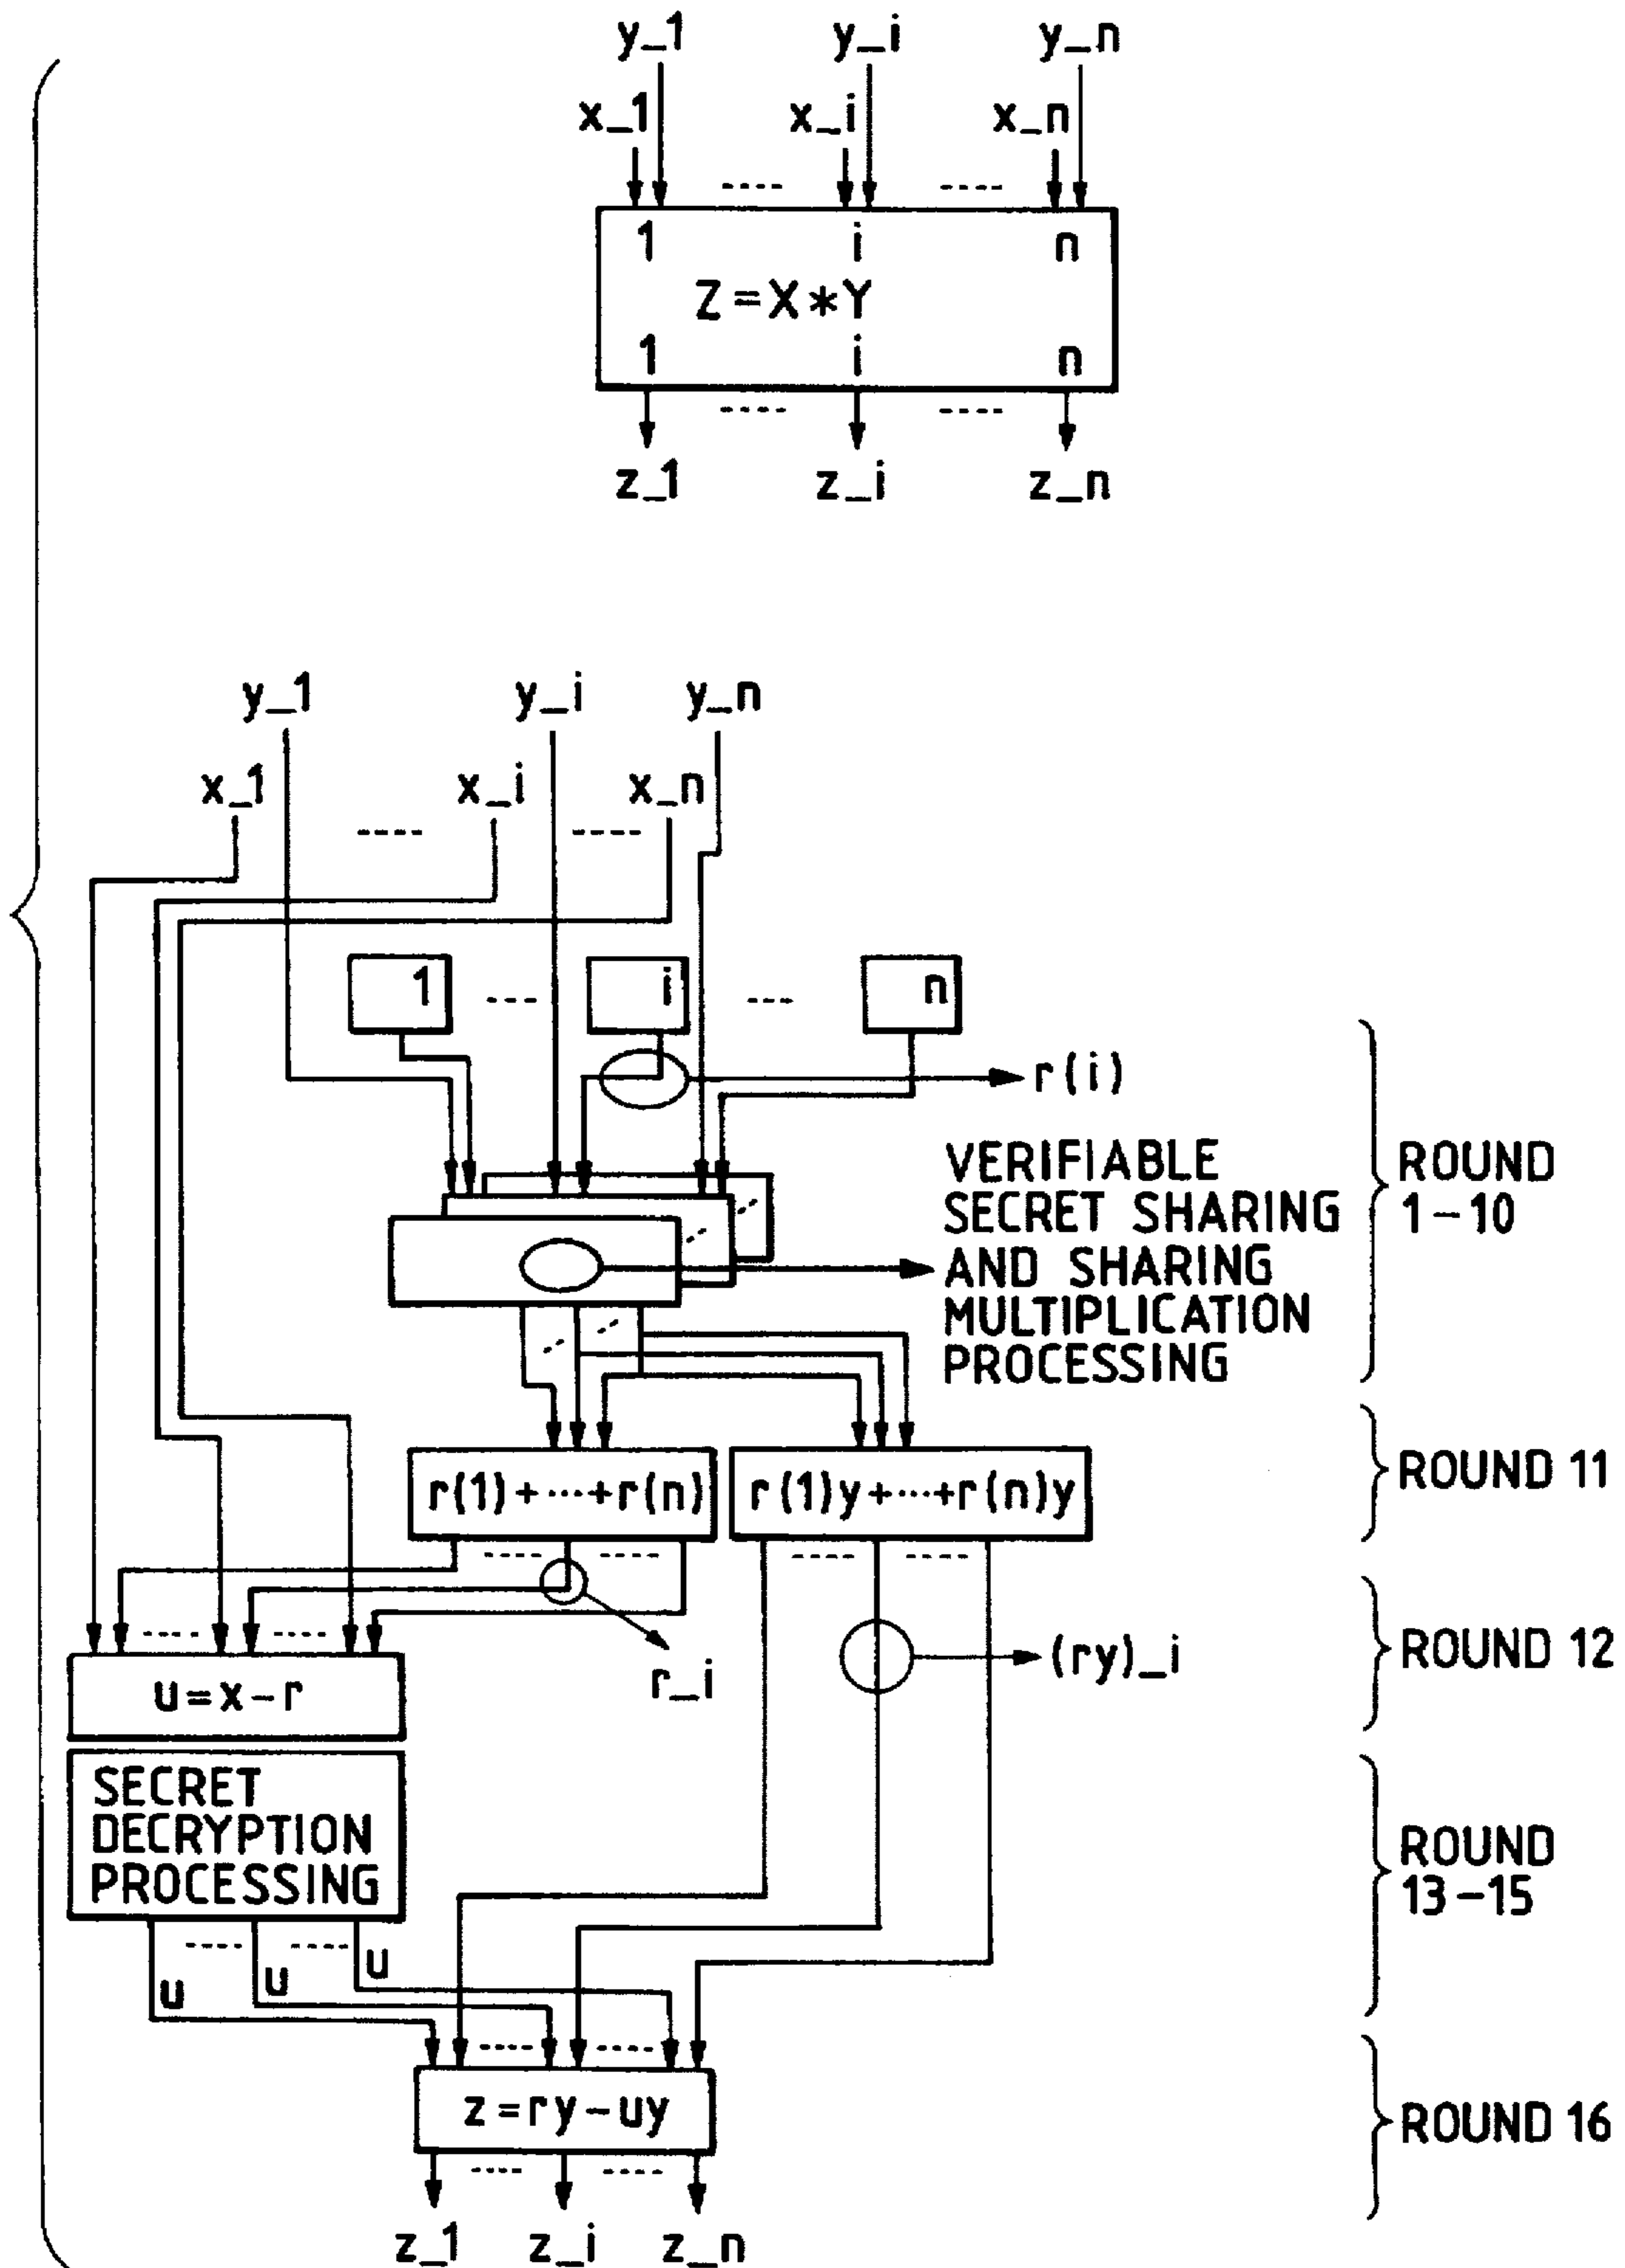 y_1 y_i y_n
x_1 x_i x_n
1 i n
Z=X*Y
1 i n
z_1 z_i z_n
y_1 y_i y_n
x_1 x_i x_n
1 i n
r(i)
VERIFIABLE
SECRET SHARING
AND SHARING
MULTIPLICATION
PROCESSING
ROUND
1-10
r(1)+···+r(n)
r(1)y+···+r(n)y
ROUND 11
r_i
(ry)_i
u=x-r
ROUND 12
SECRET
DECRYPTION
PROCESSING
ROUND
13-15
u u u
z=ry-uy
ROUND 16
z_1 z_i z_n